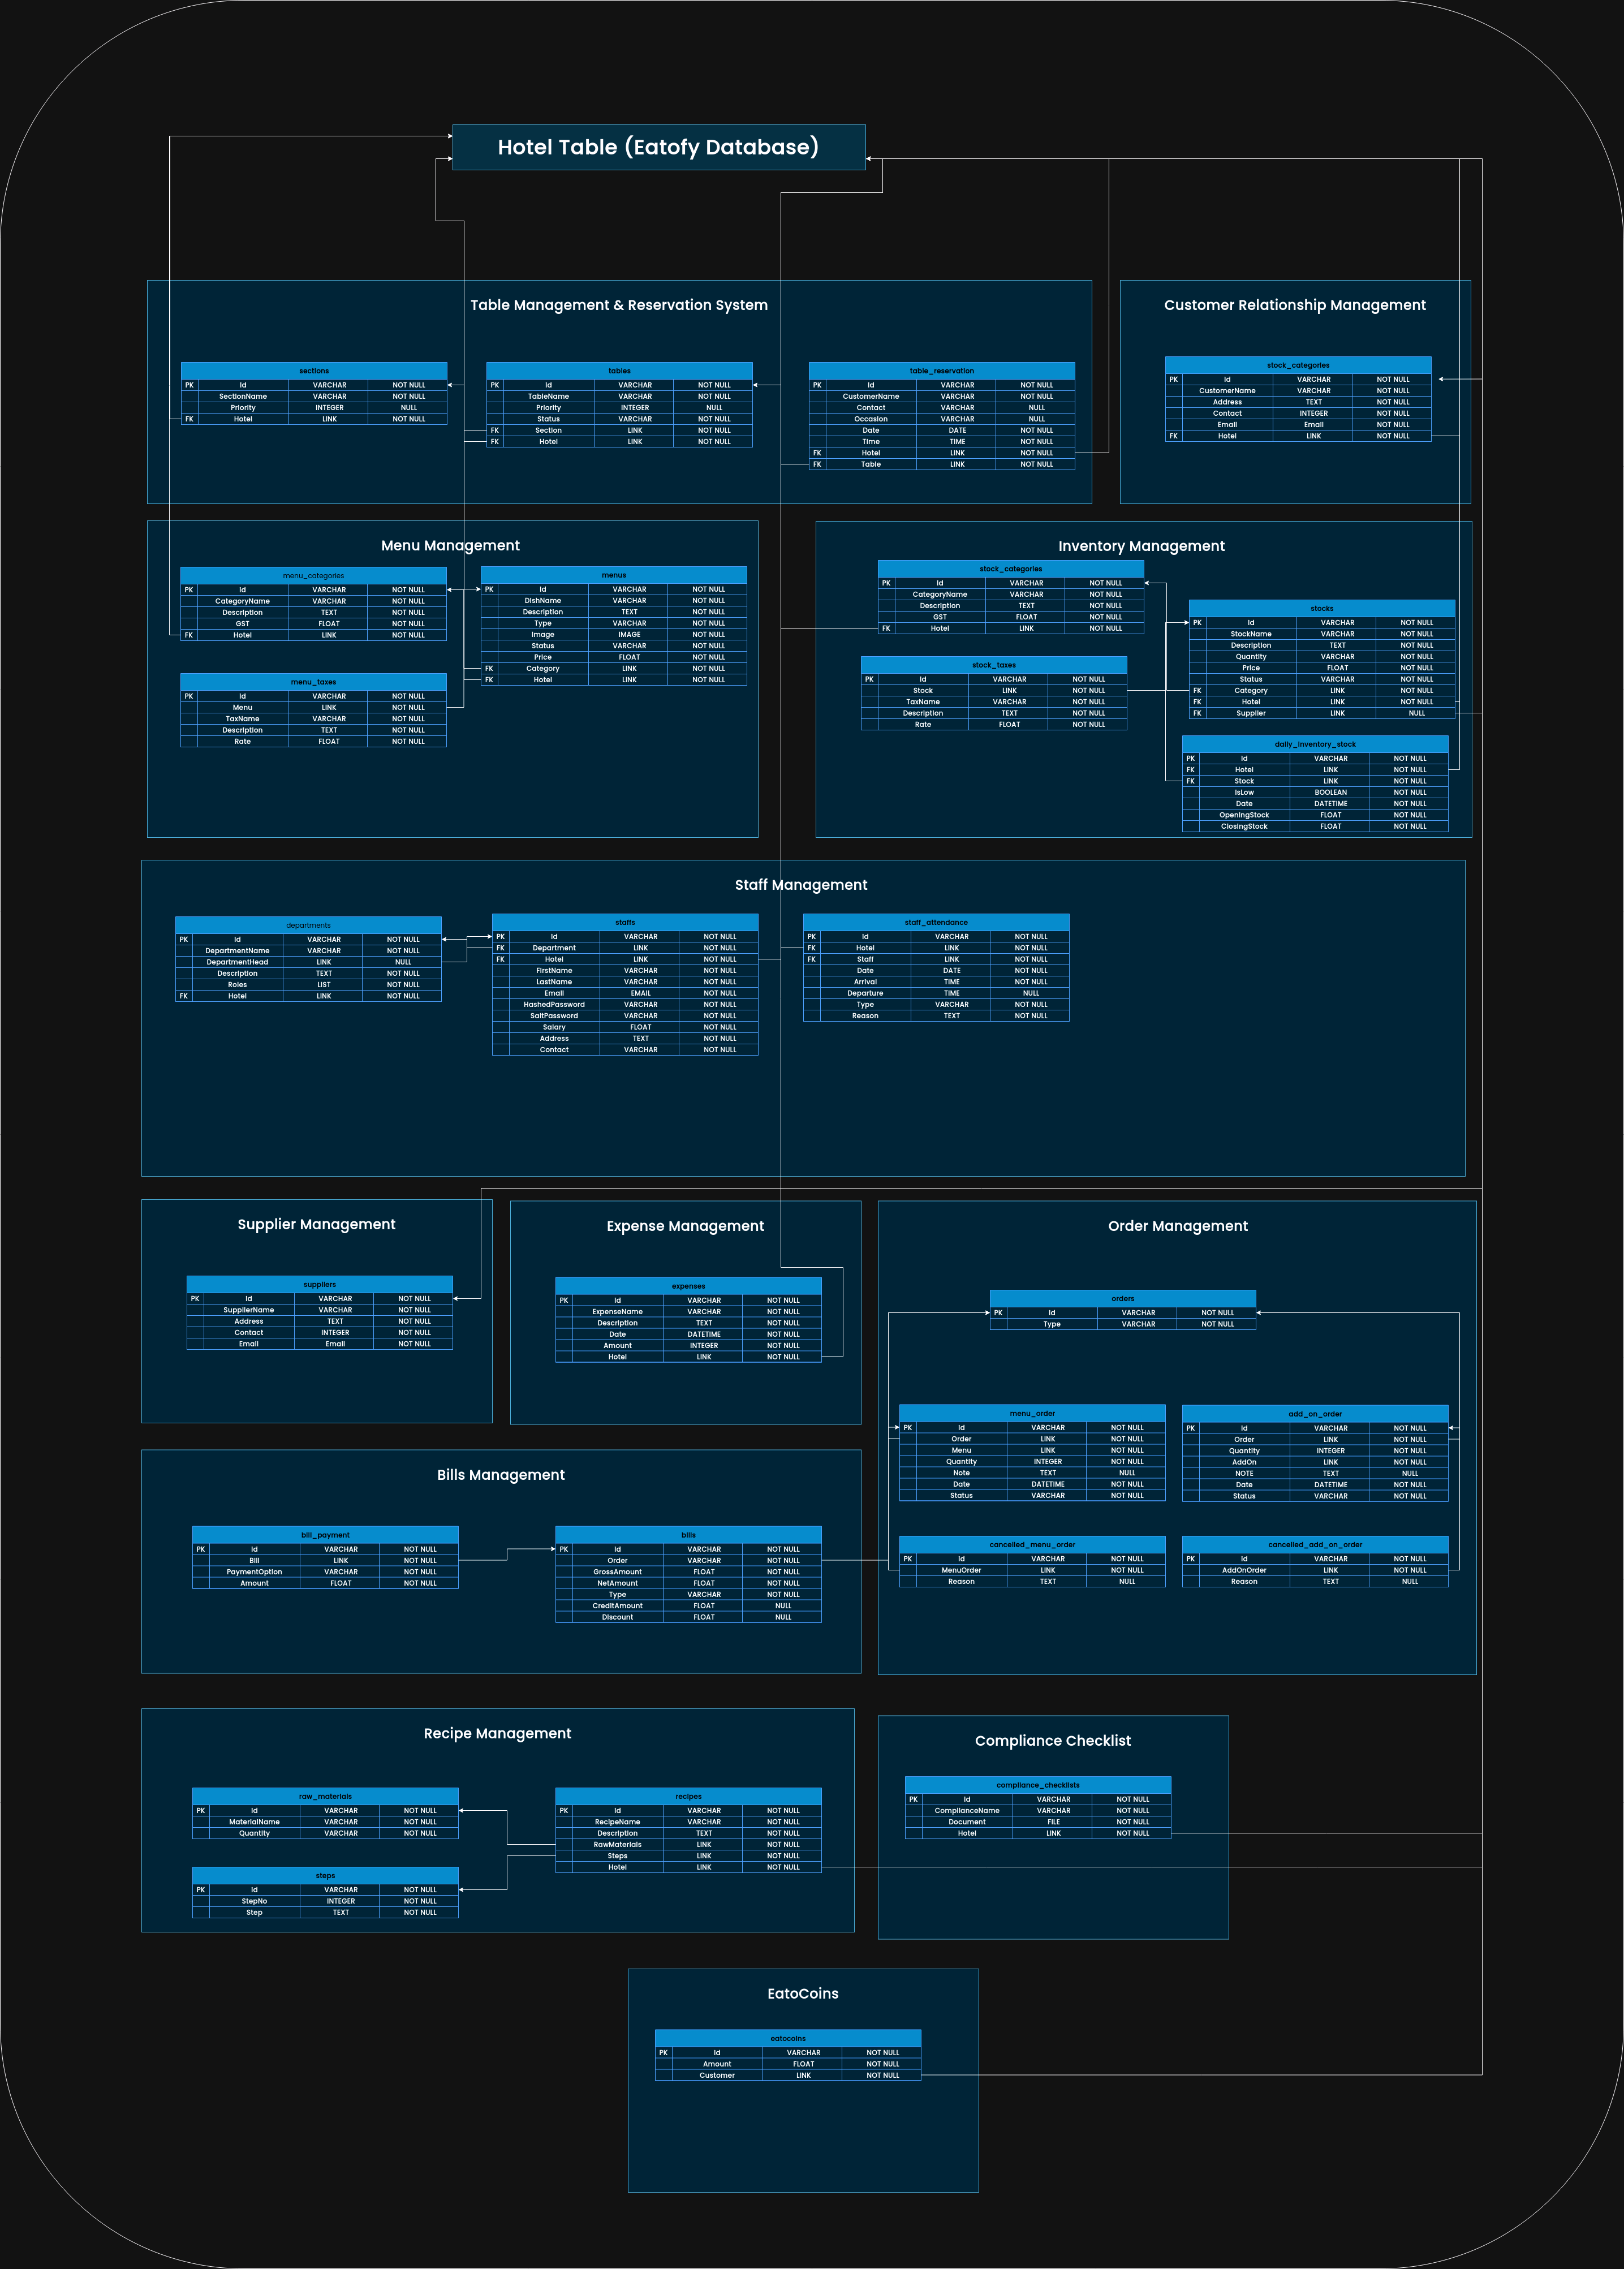 Hotel Table (Eatofy Database)
Table Management & Reservation System
sections
PK Id VARCHAR NOT NULL
SectionName VARCHAR NOT NULL
Priority INTEGER NULL
FK Hotel LINK NOT NULL
tables
PK Id VARCHAR NOT NULL
TableName VARCHAR NOT NULL
Priority INTEGER NULL
Status VARCHAR NOT NULL
FK Section LINK NOT NULL
FK Hotel LINK NOT NULL
table_reservation
PK Id VARCHAR NOT NULL
CustomerName VARCHAR NOT NULL
Contact VARCHAR NULL
Occasion VARCHAR NULL
Date DATE NOT NULL
Time TIME NOT NULL
FK Hotel LINK NOT NULL
FK Table LINK NOT NULL
Customer Relationship Management
stock_categories
PK Id VARCHAR NOT NULL
CustomerName VARCHAR NOT NULL
Address TEXT NOT NULL
Contact INTEGER NOT NULL
Email Email NOT NULL
FK Hotel LINK NOT NULL
Menu Management
menu_categories
PK Id VARCHAR NOT NULL
CategoryName VARCHAR NOT NULL
Description TEXT NOT NULL
GST FLOAT NOT NULL
FK Hotel LINK NOT NULL
menus
PK Id VARCHAR NOT NULL
DishName VARCHAR NOT NULL
Description TEXT NOT NULL
Type VARCHAR NOT NULL
Image IMAGE NOT NULL
Status VARCHAR NOT NULL
Price FLOAT NOT NULL
FK Category LINK NOT NULL
FK Hotel LINK NOT NULL
menu_taxes
PK Id VARCHAR NOT NULL
Menu LINK NOT NULL
TaxName VARCHAR NOT NULL
Description TEXT NOT NULL
Rate FLOAT NOT NULL
Inventory Management
stock_categories
PK Id VARCHAR NOT NULL
CategoryName VARCHAR NOT NULL
Description TEXT NOT NULL
GST FLOAT NOT NULL
FK Hotel LINK NOT NULL
stocks
PK Id VARCHAR NOT NULL
StockName VARCHAR NOT NULL
Description TEXT NOT NULL
Quantity VARCHAR NOT NULL
Price FLOAT NOT NULL
Status VARCHAR NOT NULL
FK Category LINK NOT NULL
FK Hotel LINK NOT NULL
FK Supplier LINK NULL
stock_taxes
PK Id VARCHAR NOT NULL
Stock LINK NOT NULL
TaxName VARCHAR NOT NULL
Description TEXT NOT NULL
Rate FLOAT NOT NULL
daily_inventory_stock
PK Id VARCHAR NOT NULL
FK Hotel LINK NOT NULL
FK Stock LINK NOT NULL
IsLow BOOLEAN NOT NULL
Date DATETIME NOT NULL
OpeningStock FLOAT NOT NULL
ClosingStock FLOAT NOT NULL
Staff Management
departments
PK Id VARCHAR NOT NULL
DepartmentName VARCHAR NOT NULL
DepartmentHead LINK NULL
Description TEXT NOT NULL
Roles LIST NOT NULL
FK Hotel LINK NOT NULL
staffs
PK Id VARCHAR NOT NULL
FK Department LINK NOT NULL
FK Hotel LINK NOT NULL
FirstName VARCHAR NOT NULL
LastName VARCHAR NOT NULL
Email EMAIL NOT NULL
HashedPassword VARCHAR NOT NULL
SaltPassword VARCHAR NOT NULL
Salary FLOAT NOT NULL
Address TEXT NOT NULL
Contact VARCHAR NOT NULL
staff_attendance
PK Id VARCHAR NOT NULL
FK Hotel LINK NOT NULL
FK Staff LINK NOT NULL
Date DATE NOT NULL
Arrival TIME NOT NULL
Departure TIME NULL
Type VARCHAR NOT NULL
Reason TEXT NOT NULL
Supplier Management
suppliers
PK Id VARCHAR NOT NULL
SupplierName VARCHAR NOT NULL
Address TEXT NOT NULL
Contact INTEGER NOT NULL
Email Email NOT NULL
Expense Management
expenses
PK Id VARCHAR NOT NULL
ExpenseName VARCHAR NOT NULL
Description TEXT NOT NULL
Date DATETIME NOT NULL
Amount INTEGER NOT NULL
Hotel LINK NOT NULL
Order Management
orders
PK Id VARCHAR NOT NULL
Type VARCHAR NOT NULL
menu_order
PK Id VARCHAR NOT NULL
Order LINK NOT NULL
Menu LINK NOT NULL
Quantity INTEGER NOT NULL
Note TEXT NULL
Date DATETIME NOT NULL
Status VARCHAR NOT NULL
add_on_order
PK Id VARCHAR NOT NULL
Order LINK NOT NULL
Quantity INTEGER NOT NULL
AddOn LINK NOT NULL
NOTE TEXT NULL
Date DATETIME NOT NULL
Status VARCHAR NOT NULL
cancelled_menu_order
PK Id VARCHAR NOT NULL
MenuOrder LINK NOT NULL
Reason TEXT NULL
cancelled_add_on_order
PK Id VARCHAR NOT NULL
AddOnOrder LINK NOT NULL
Reason TEXT NULL
Bills Management
bill_payment
PK Id VARCHAR NOT NULL
Bill LINK NOT NULL
PaymentOption VARCHAR NOT NULL
Amount FLOAT NOT NULL
bills
PK Id VARCHAR NOT NULL
Order VARCHAR NOT NULL
GrossAmount FLOAT NOT NULL
NetAmount FLOAT NOT NULL
Type VARCHAR NOT NULL
CreditAmount FLOAT NULL
Discount FLOAT NULL
Recipe Management
raw_materials
PK Id VARCHAR NOT NULL
MaterialName VARCHAR NOT NULL
Quantity VARCHAR NOT NULL
recipes
PK Id VARCHAR NOT NULL
RecipeName VARCHAR NOT NULL
Description TEXT NOT NULL
RawMaterials LINK NOT NULL
Steps LINK NOT NULL
Hotel LINK NOT NULL
steps
PK Id VARCHAR NOT NULL
StepNo INTEGER NOT NULL
Step TEXT NOT NULL
Compliance Checklist
compliance_checklists
PK Id VARCHAR NOT NULL
ComplianceName VARCHAR NOT NULL
Document FILE NOT NULL
Hotel LINK NOT NULL
EatoCoins
eatocoins
PK Id VARCHAR NOT NULL
Amount FLOAT NOT NULL
Customer LINK NOT NULL